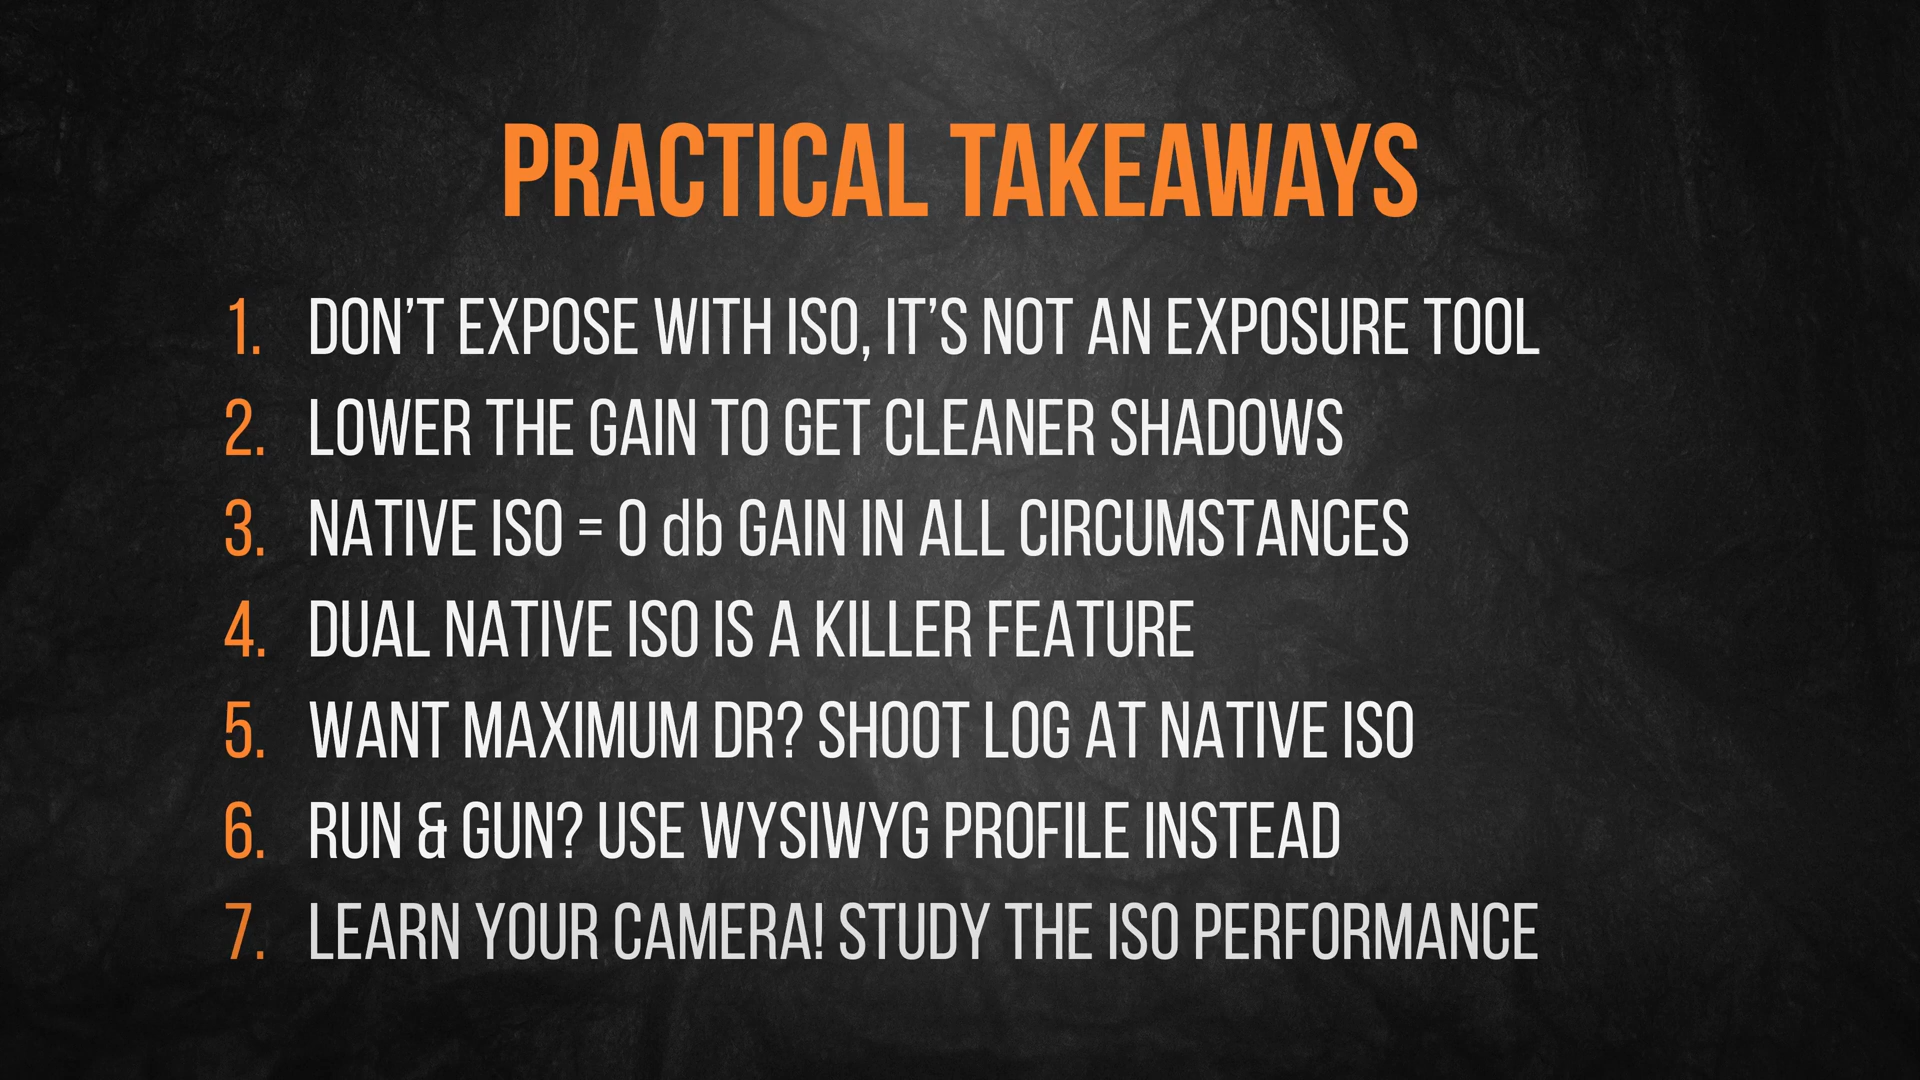 PRACTICAL TAKEAWAYS
1. DON'T EXPOSE WITH ISO, IT'S NOT AN EXPOSURE TOOL
2. LOWER THE GAIN TO GET CLEANER SHADOWS
3. NATIVE ISO = 0 db GAIN IN ALL CIRCUMSTANCES
4. DUAL NATIVE ISO IS A KILLER FEATURE
5. WANT MAXIMUM DR? SHOOT LOG AT NATIVE ISO
6. RUN & GUN? USE WYSIWYG PROFILE INSTEAD
7. LEARN YOUR CAMERA! STUDY THE ISO PERFORMANCE